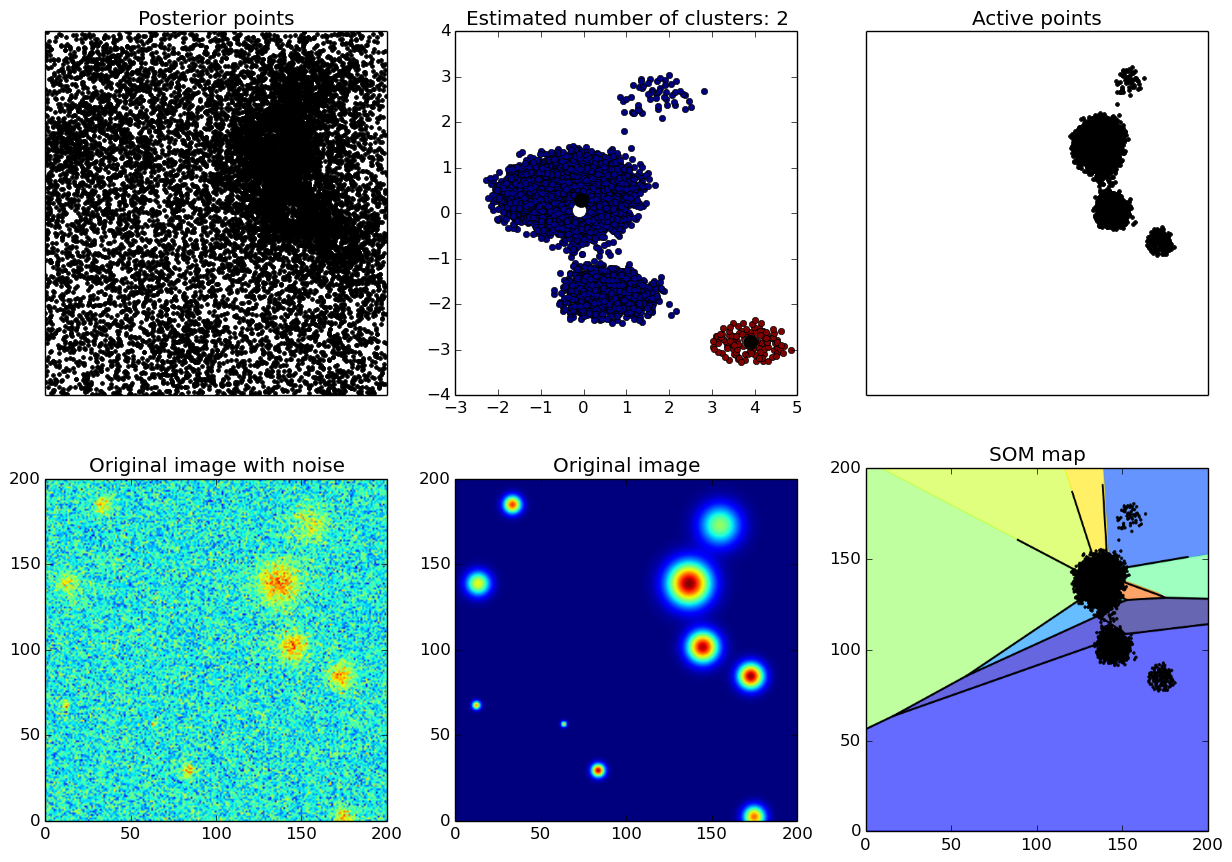 Posterior points
Estimated number of clusters: 2
Active points
4
3
2
1
0
−1
−2
−3
−4
−3 −2 −1 0 1 2 3 4 5
Original image with noise
Original image
SOM map
200
150
100
50
0
0 50 100 150 200
200
150
100
50
0
0 50 100 150 200
200
150
100
50
0
0 50 100 150 200